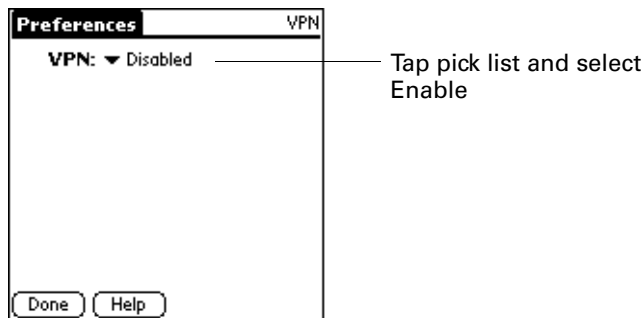 Preferences VPN
VPN: Disabled
Tap pick list and select
Enable
Done Help